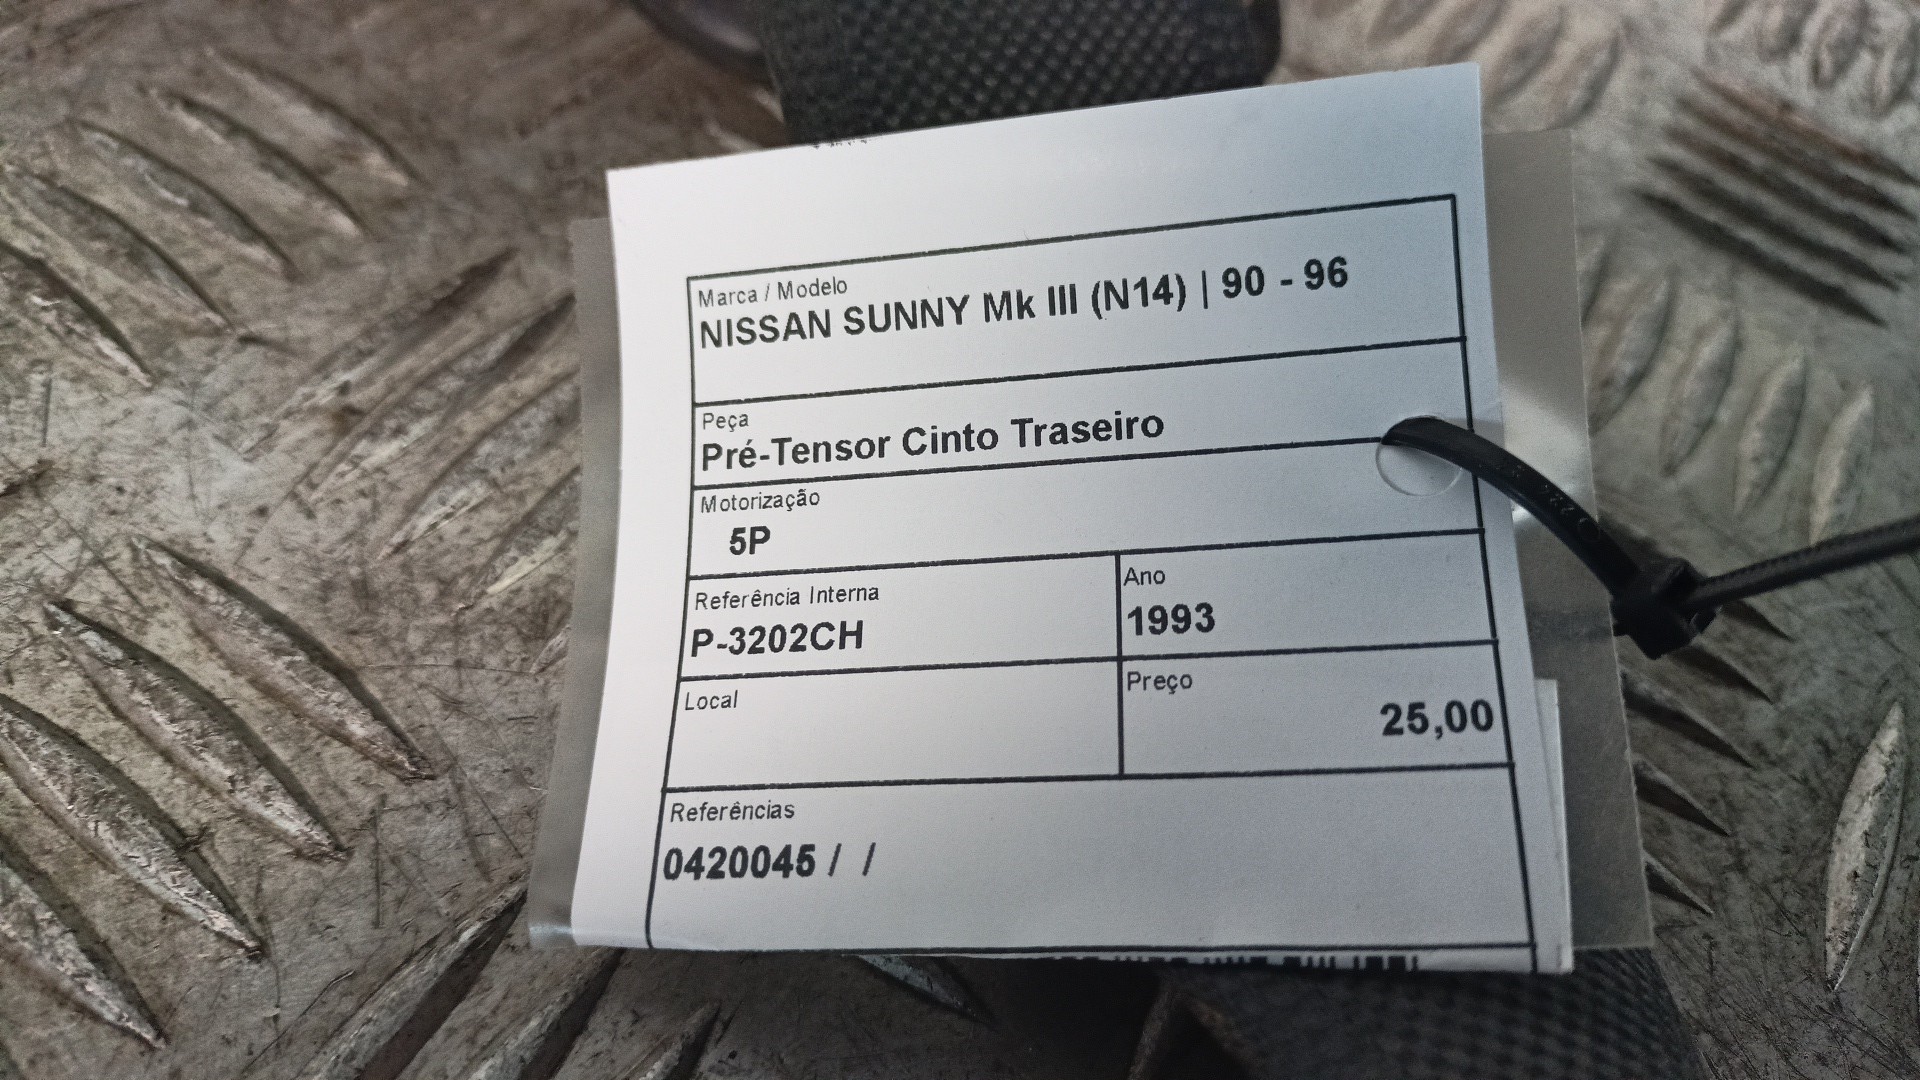 Marca / Modelo
NISSAN SUNNY Mk III (N14) | 90 - 96
Peça
Pré-Tensor Cinto Traseiro
Motorização
5P
Referência Interna
P-3202CH
Ano
1993
Local
Preço
25,00
Referências
0420045 / /